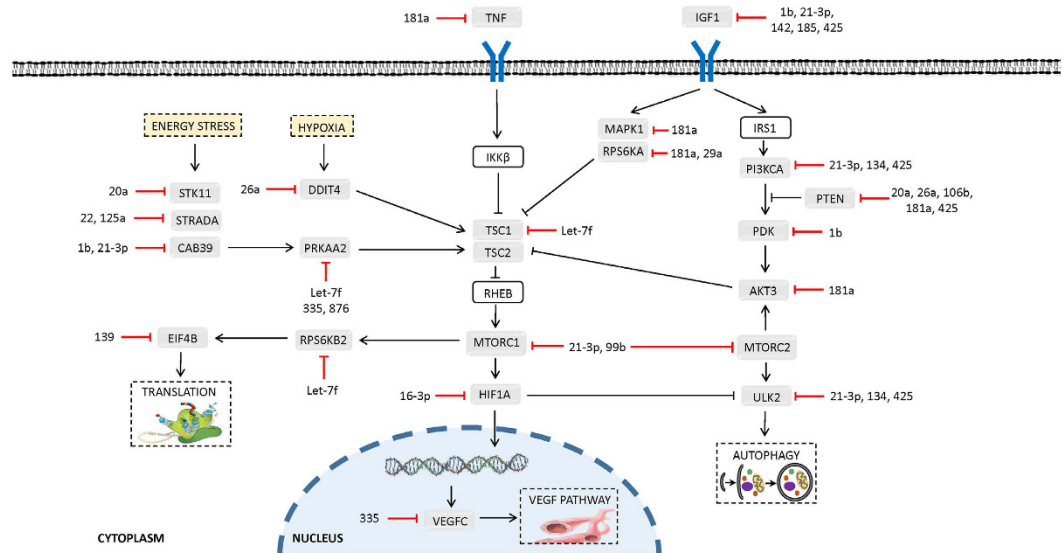 181a
TNF
IGF1
1b, 21-3p,
142, 185, 425
ENERGY STRESS
HYPOXIA
MAPK1
181a
IRS1
IKKβ
RPS6KA
181a, 29a
PI3KCA
21-3p, 134, 425
20a
STK11
26a
DDIT4
PTEN
20a, 26a, 106b,
181a, 425
22, 125a
STRADA
TSC1
Let-7f
PDK
1b
1b, 21-3p
CAB39
PRKAA2
TSC2
Let-7f
335, 876
RHEB
AKT3
181a
139
EIF4B
RPS6KB2
MTORC1
21-3p, 99b
MTORC2
TRANSLATION
Let-7f
16-3p
HIF1A
ULK2
21-3p, 134, 425
AUTOPHAGY
VEGF PATHWAY
335
VEGFC
CYTOPLASM
NUCLEUS